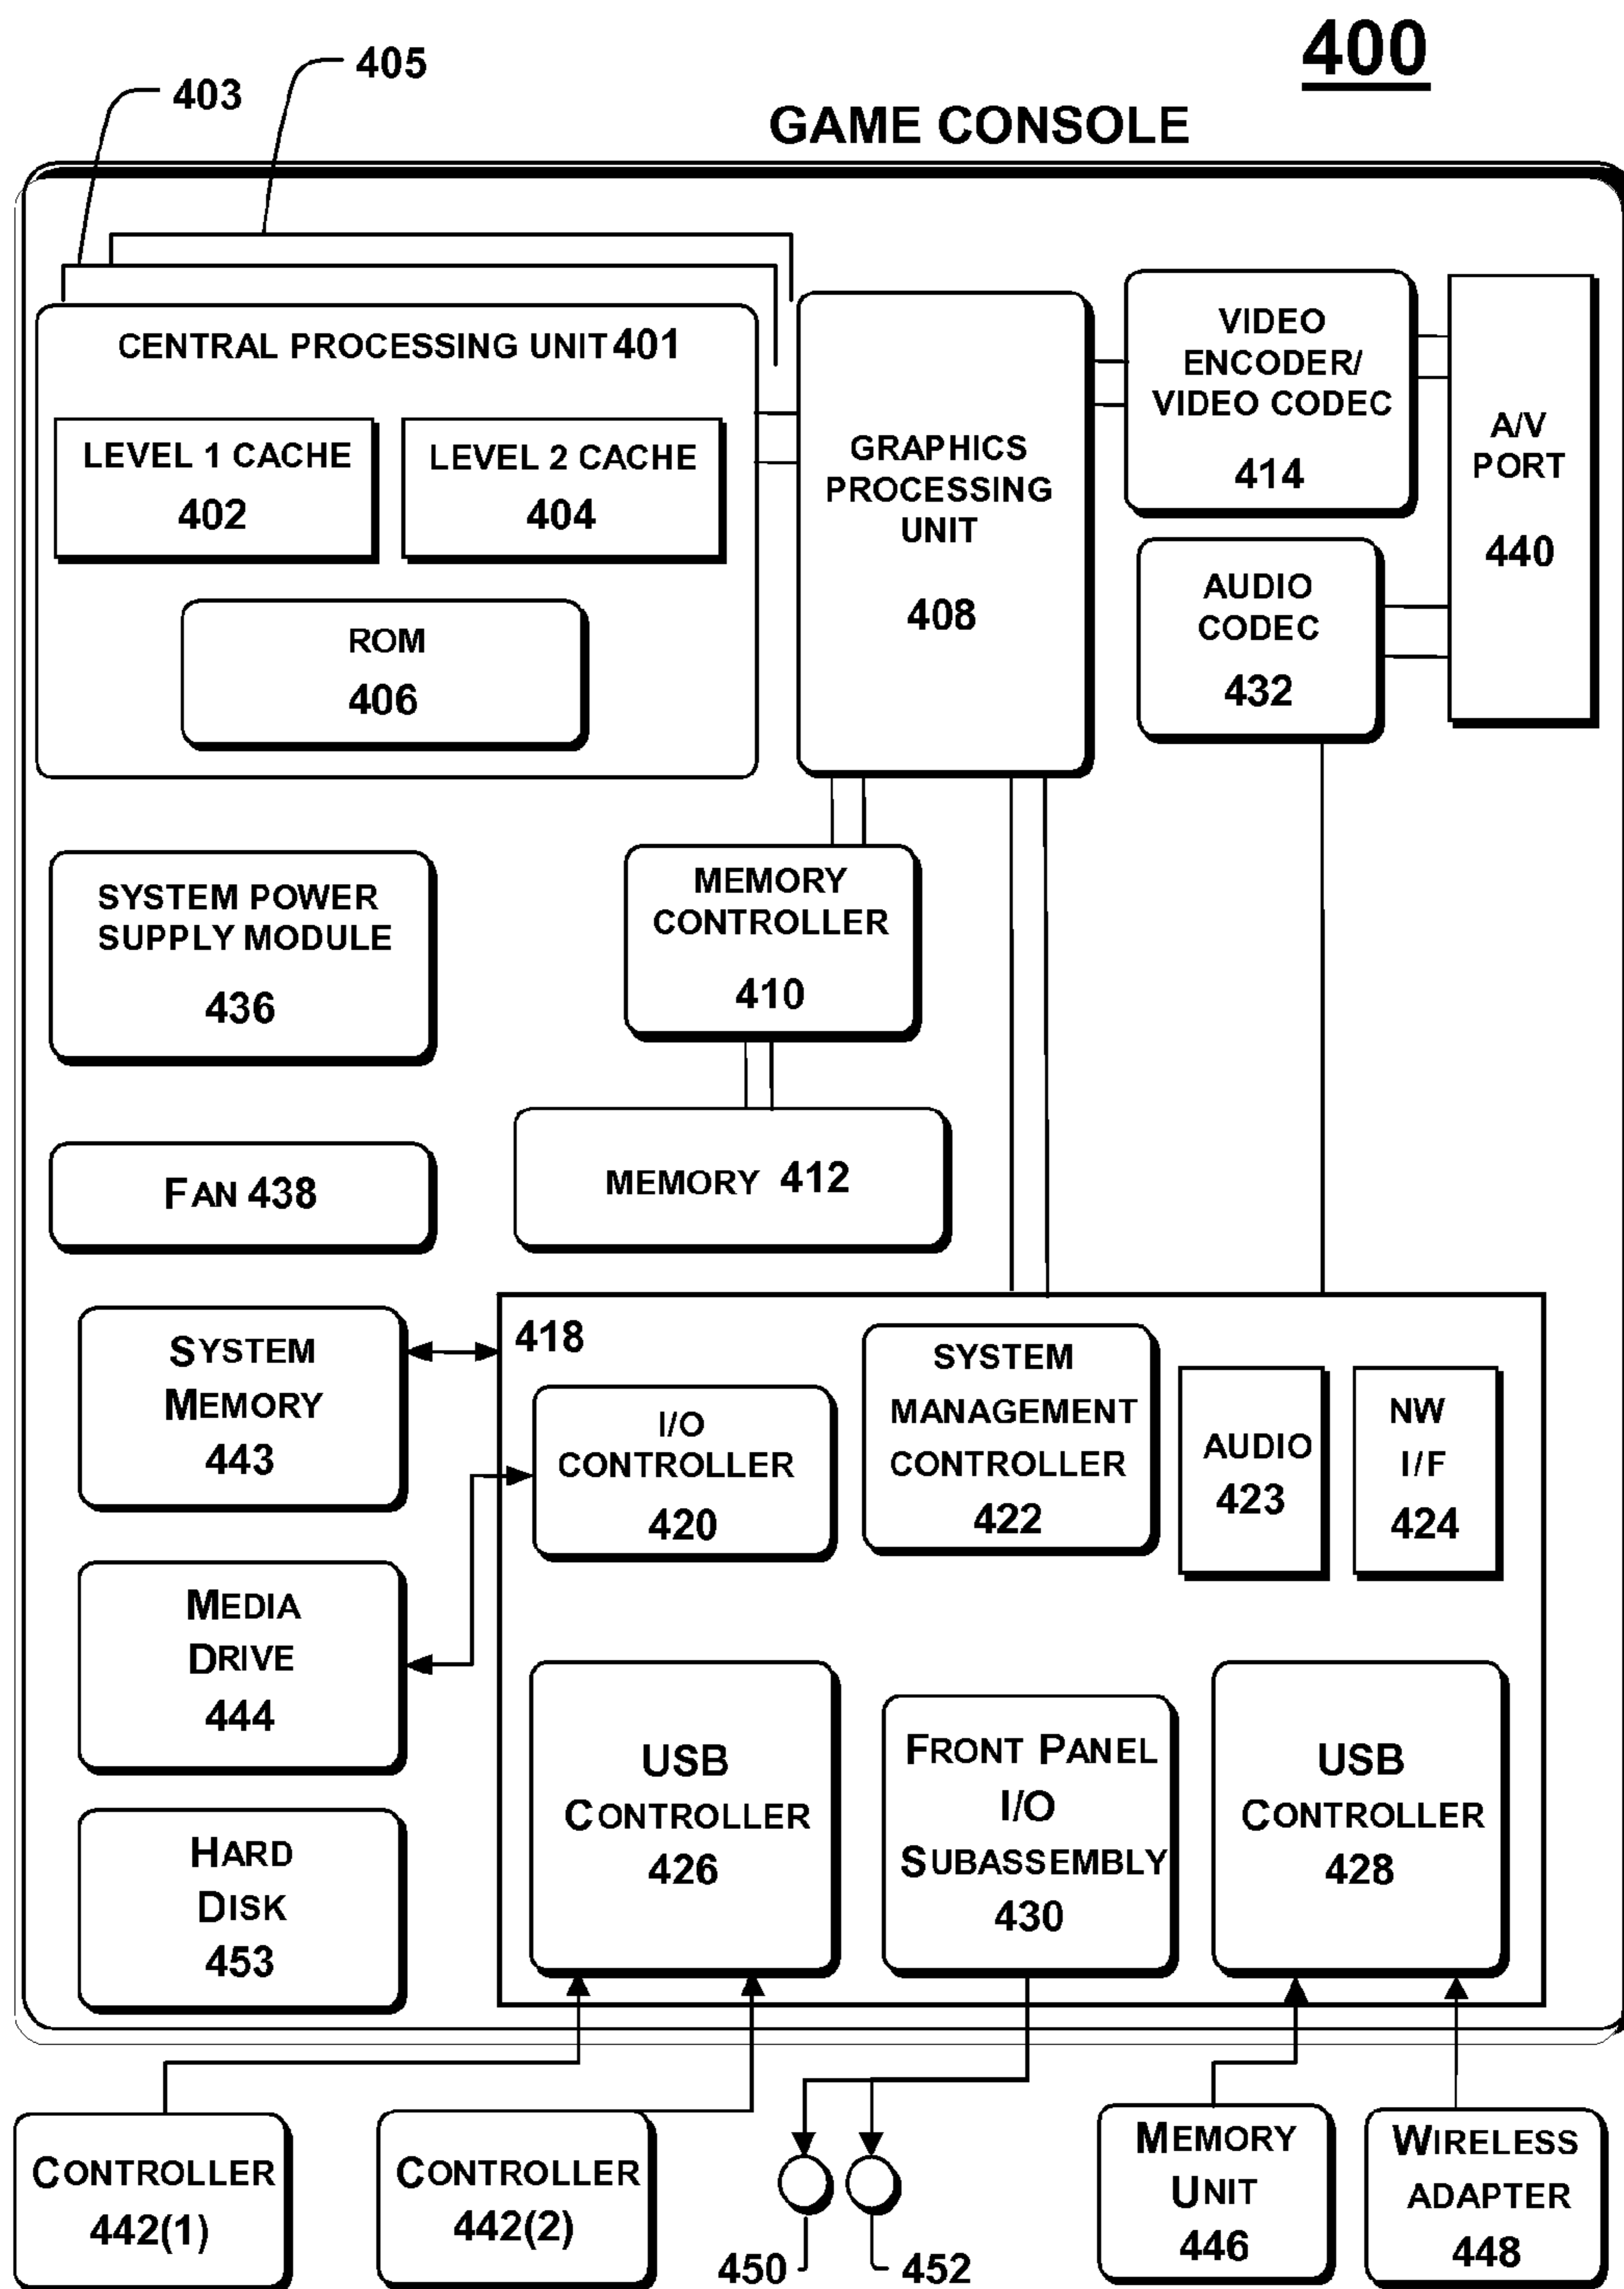 400
405
403
GAME CONSOLE
CENTRAL PROCESSING UNIT 401
LEVEL 1 CACHE
402
LEVEL 2 CACHE
404
ROM
406
GRAPHICS
PROCESSING
UNIT
408
VIDEO
ENCODER/
VIDEO CODEC
414
A/V
PORT
440
AUDIO
CODEC
432
SYSTEM POWER
SUPPLY MODULE
436
MEMORY
CONTROLLER
410
FAN 438
MEMORY 412
SYSTEM
MEMORY
443
418
I/O
CONTROLLER
420
SYSTEM
MANAGEMENT
CONTROLLER
422
AUDIO
423
NW
I/F
424
MEDIA
DRIVE
444
USB
CONTROLLER
426
FRONT PANEL
I/O
SUBASSEMBLY
430
USB
CONTROLLER
428
HARD
DISK
453
CONTROLLER
442(1)
CONTROLLER
442(2)
450
452
MEMORY
UNIT
446
WIRELESS
ADAPTER
448